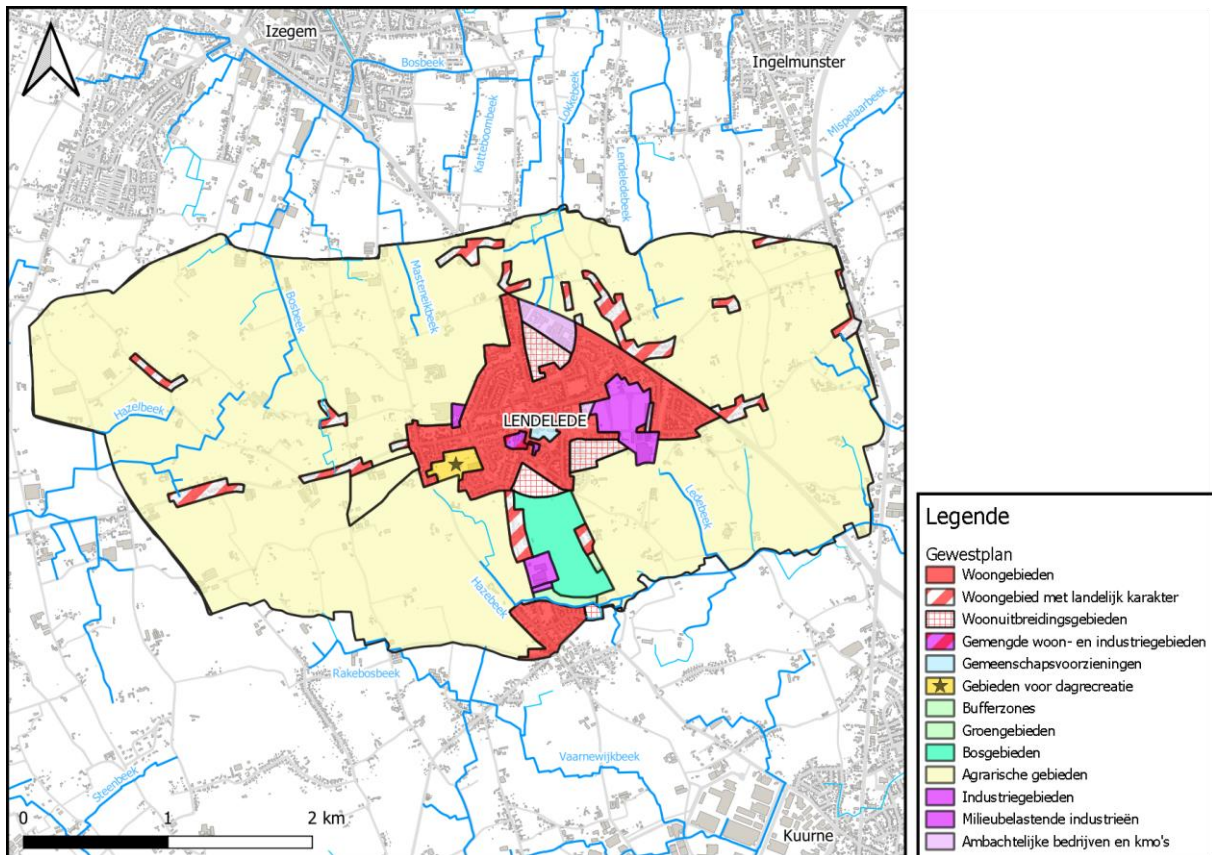 Izegem
Ingelmunster
Bosbeek
Katteboombeek
Lokkebeek
Lendeledebeek
Mispelaarbeek
Bosbeek
Masteneikbeek
Hazelbeek
LENDELEDE
Ledebeek
Hazebeek
Rakebosbeek
Vaarnewijkbeek
Steenbeek
Kuurne
0 1 2 km
Legende
Gewestplan
Woongebieden
Woongebied met landelijk karakter
Woonuitbreidingsgebieden
Gemengde woon- en industriegebieden
Gemeenschapsvoorzieningen
Gebieden voor dagrecreatie
Bufferzones
Groengebieden
Bosgebieden
Agrarische gebieden
Industriegebieden
Milieubelastende industrieën
Ambachtelijke bedrijven en kmo's